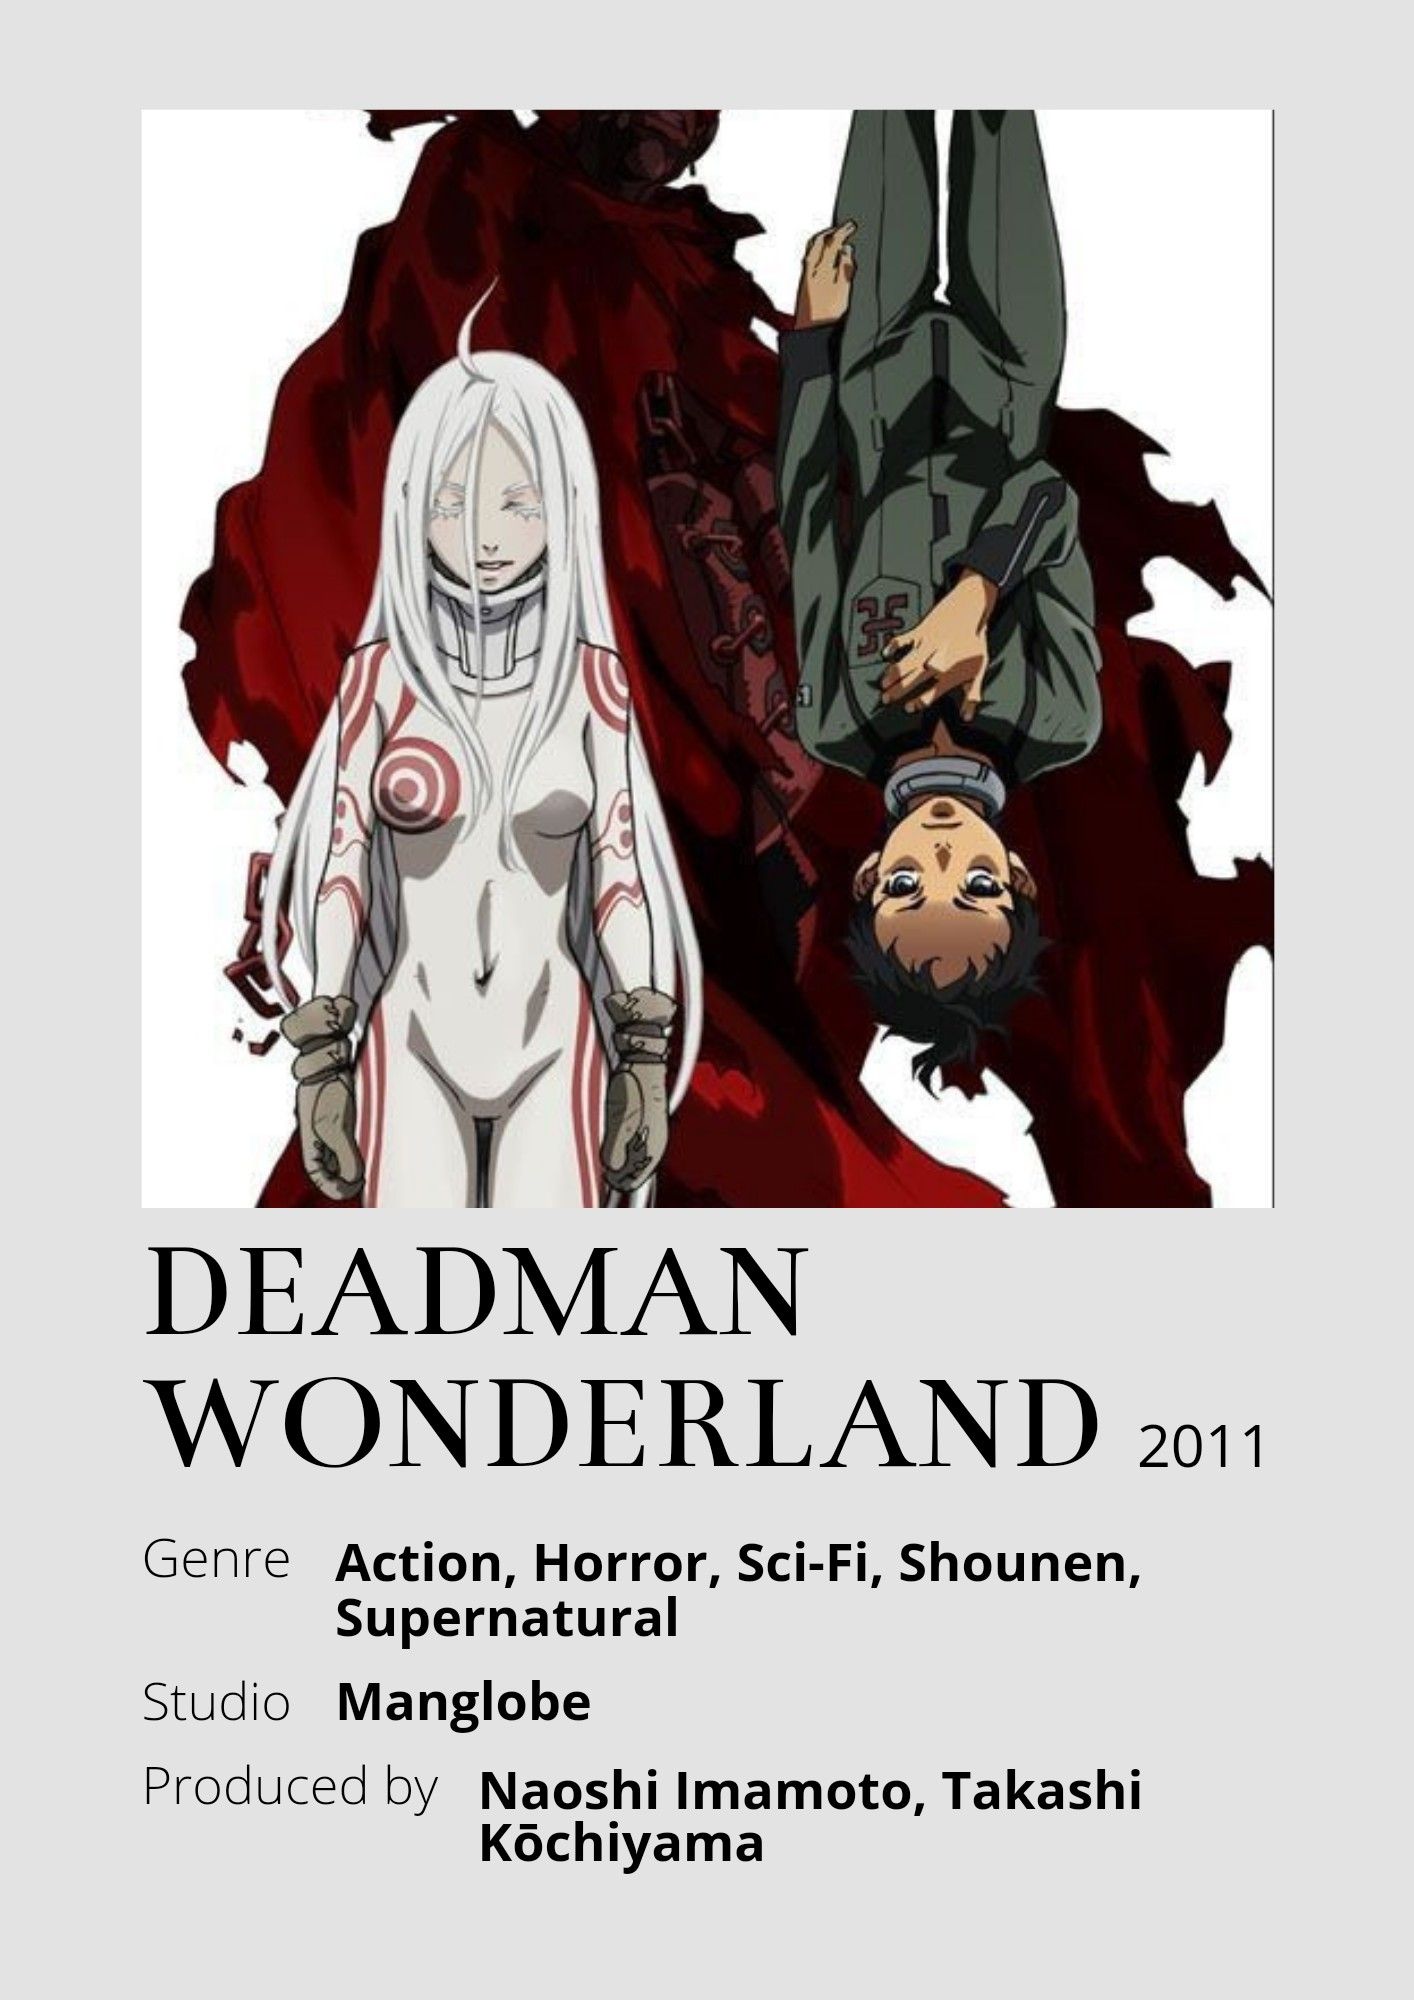 DEADMAN
WONDERLAND 2011
Genre Action, Horror, Sci-Fi, Shounen,
Supernatural
Studio Manglobe
Produced by Naoshi Imamoto, Takashi
Kōchiyama